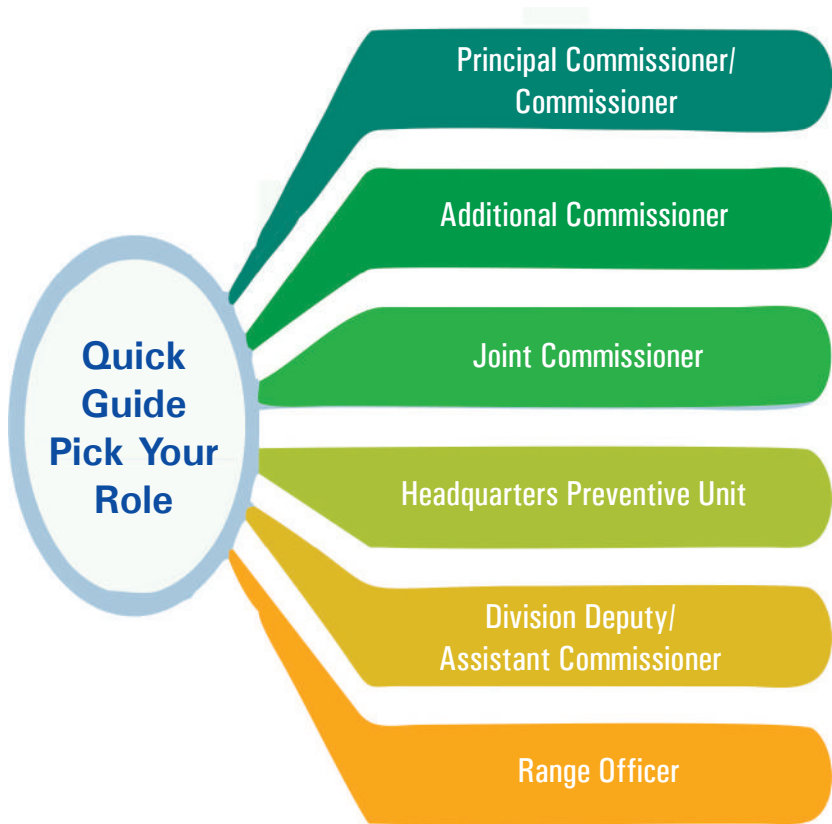 Quick
Guide
Pick Your
Role
Principal Commissioner/
Commissioner
Additional Commissioner
Joint Commissioner
Headquarters Preventive Unit
Division Deputy/
Assistant Commissioner
Range Officer